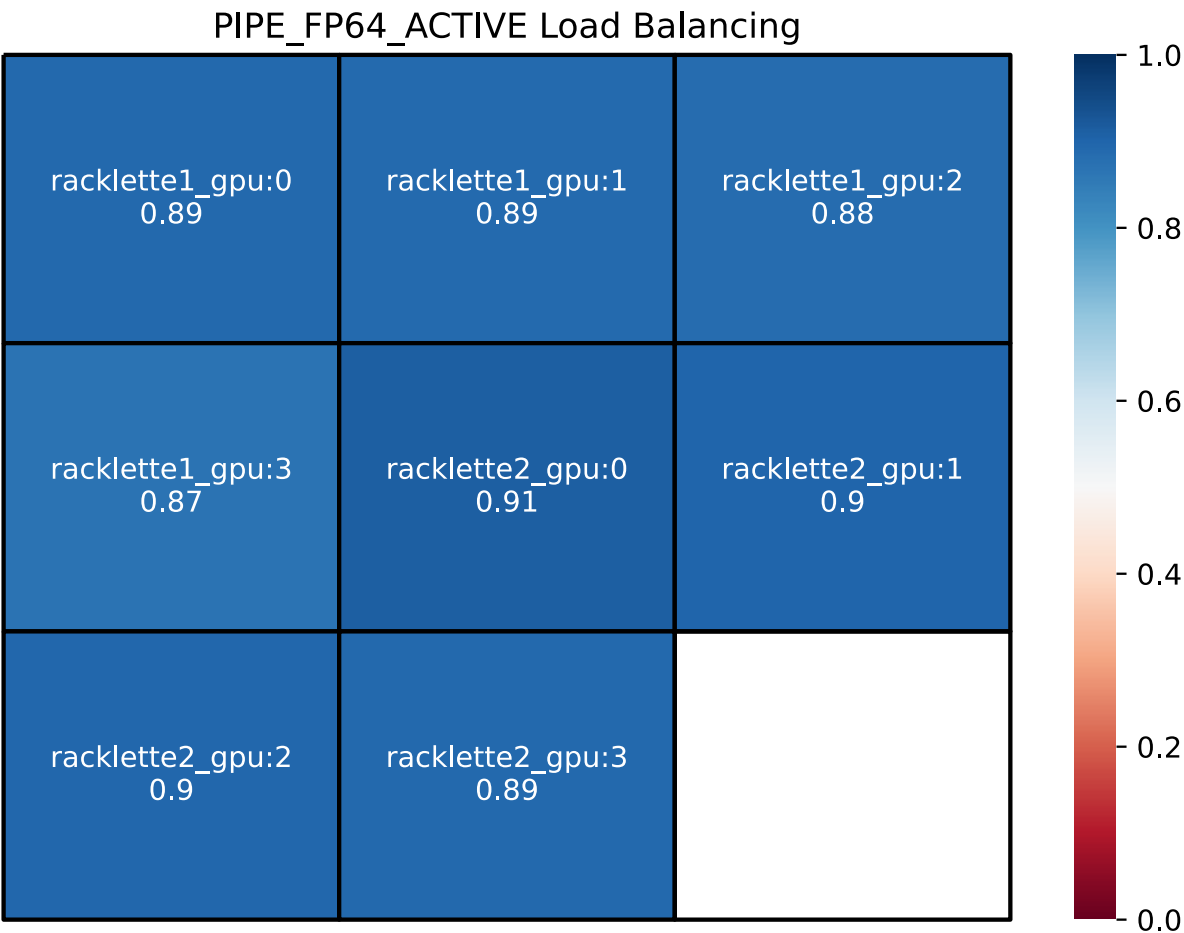 PIPE_FP64_ACTIVE Load Balancing
racklette1_gpu:0
0.89
racklette1_gpu:1
0.89
racklette1_gpu:2
0.88
racklette1_gpu:3
0.87
racklette2_gpu:0
0.91
racklette2_gpu:1
0.9
racklette2_gpu:2
0.9
racklette2_gpu:3
0.89
1.0
0.8
0.6
0.4
0.2
0.0